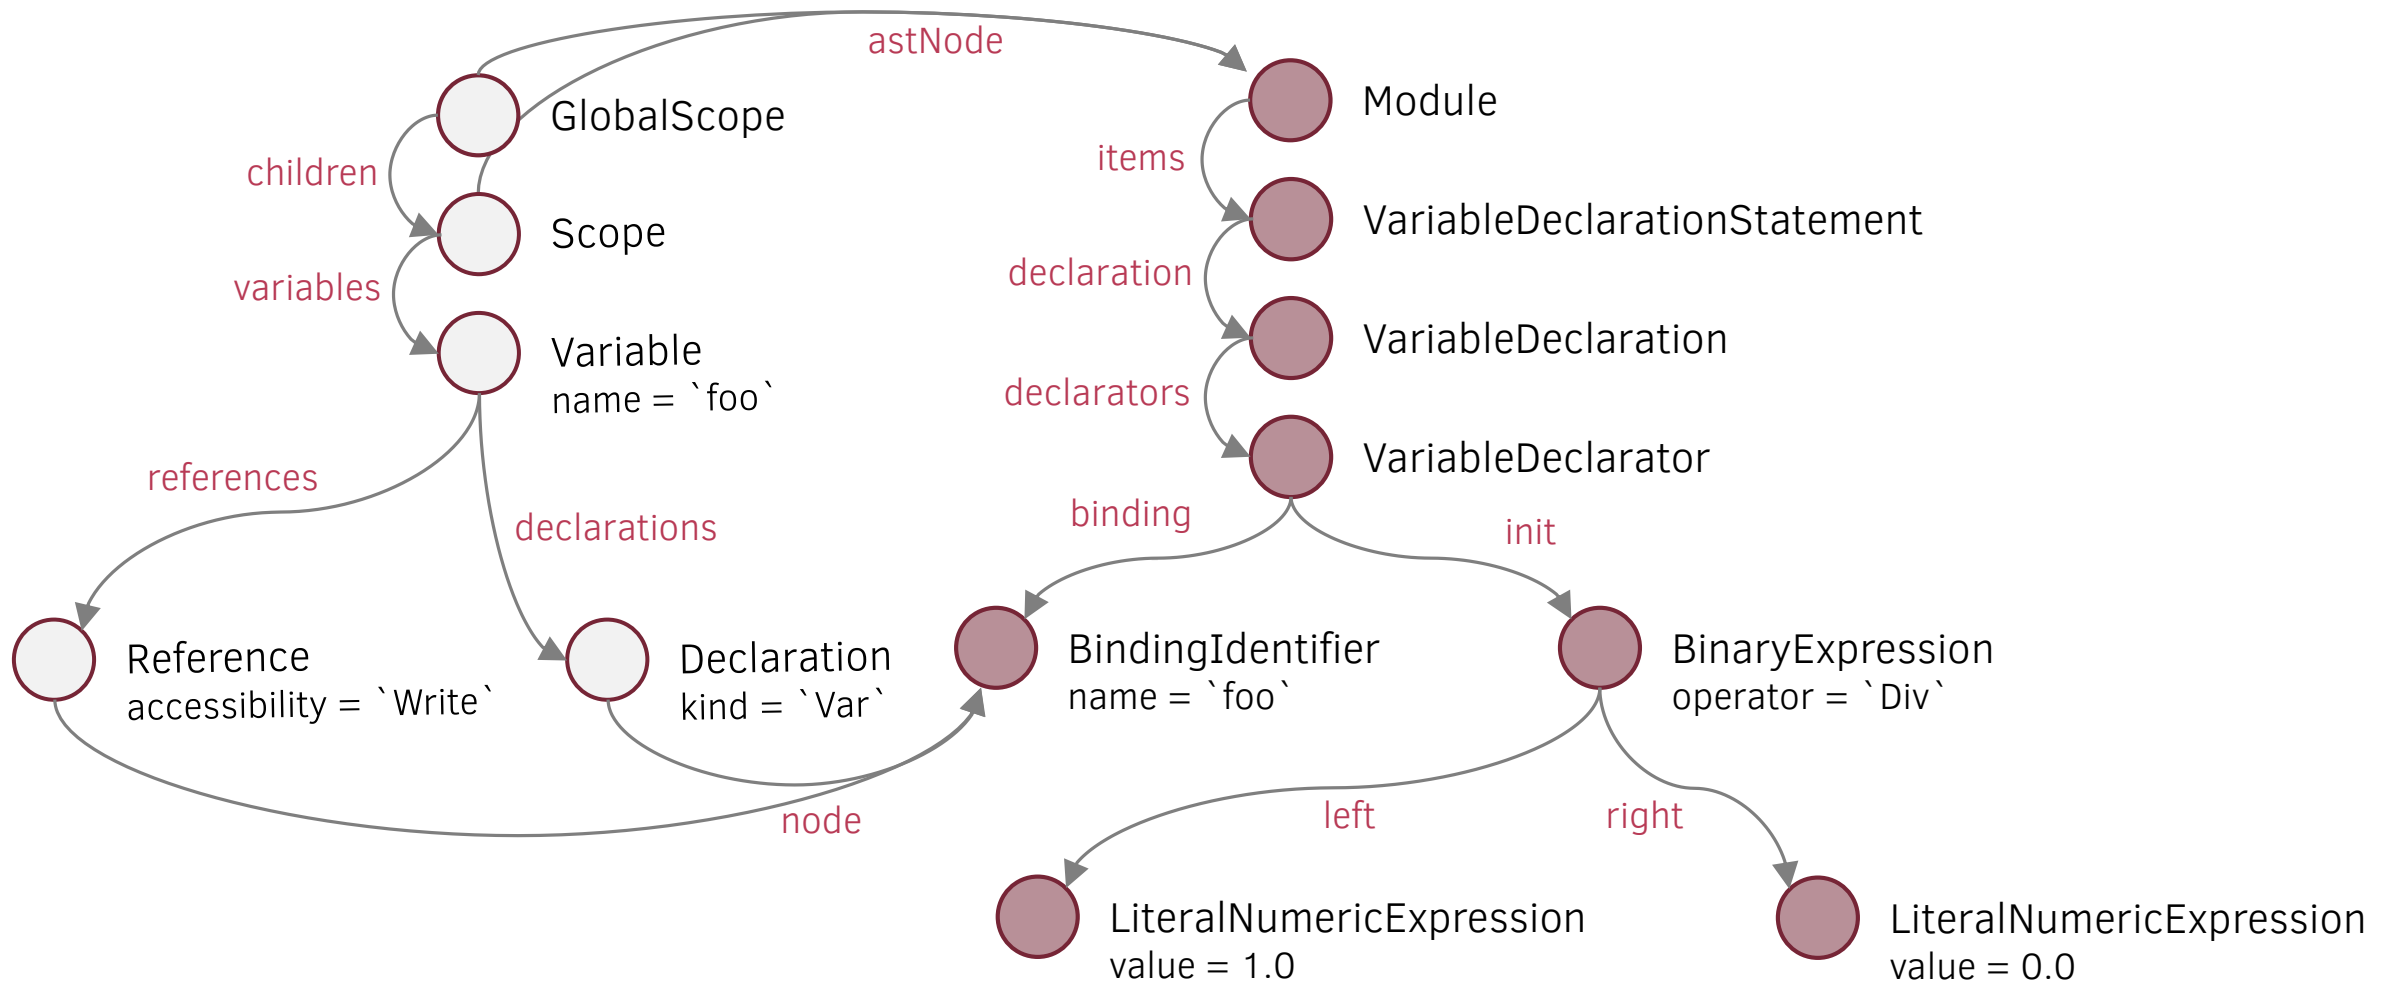 astNode
GlobalScope
Module
children
items
Scope
VariableDeclarationStatement
variables
declaration
Variable
name = `foo`
VariableDeclaration
declarators
VariableDeclarator
references
declarations
binding
init
Reference
accessibility = `Write`
Declaration
kind = `Var`
BindingIdentifier
name = `foo`
BinaryExpression
operator = `Div`
node
left
right
LiteralNumericExpression
value = 1.0
LiteralNumericExpression
value = 0.0